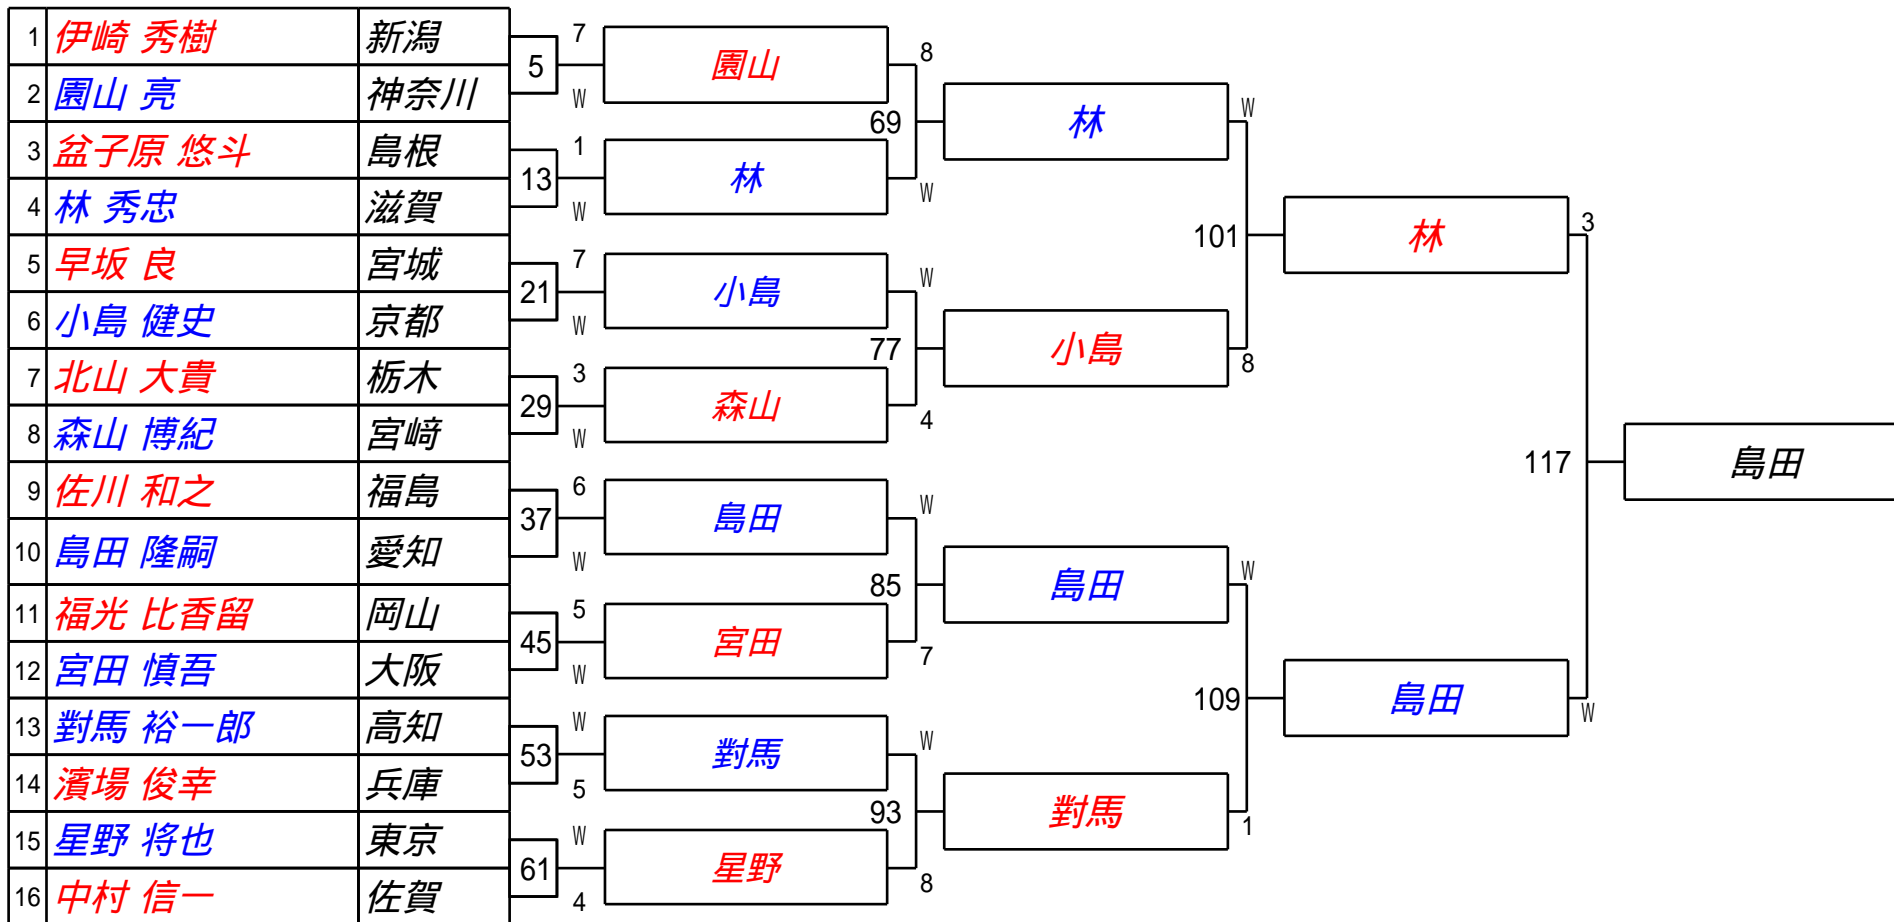 1 伊崎 秀樹 新潟
2 園山 亮 神奈川
3 盆子原 悠斗 島根
4 林 秀忠 滋賀
5 早坂 良 宮城
6 小島 健史 京都
7 北山 大貴 栃木
8 森山 博紀 宮﨑
9 佐川 和之 福島
10 島田 隆嗣 愛知
11 福光 比香留 岡山
12 宮田 慎吾 大阪
13 對馬 裕一郎 高知
14 濱場 俊幸 兵庫
15 星野 将也 東京
16 中村 信一 佐賀
5 7 W
13 1 W
21 7 W
29 3 W
37 6 W
45 5 W
53 W 5
61 W 4
園山 8
69
林 W
小島 W
77
森山 4
島田 W
85
宮田 7
對馬 W
93
星野 8
林 W
101
小島 8
島田 W
109
對馬 1
林 3
117
島田 W
島田